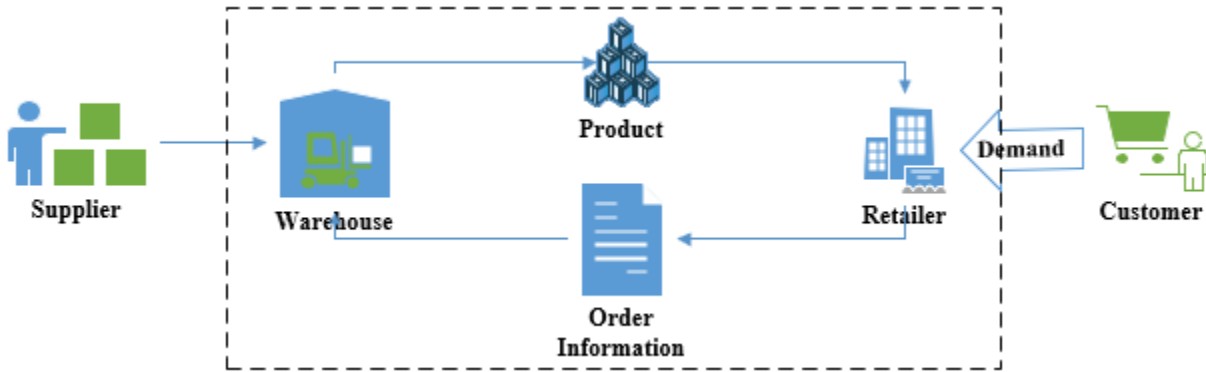 Product
Demand
Supplier
Warehouse
Retailer
Customer
Order
Information